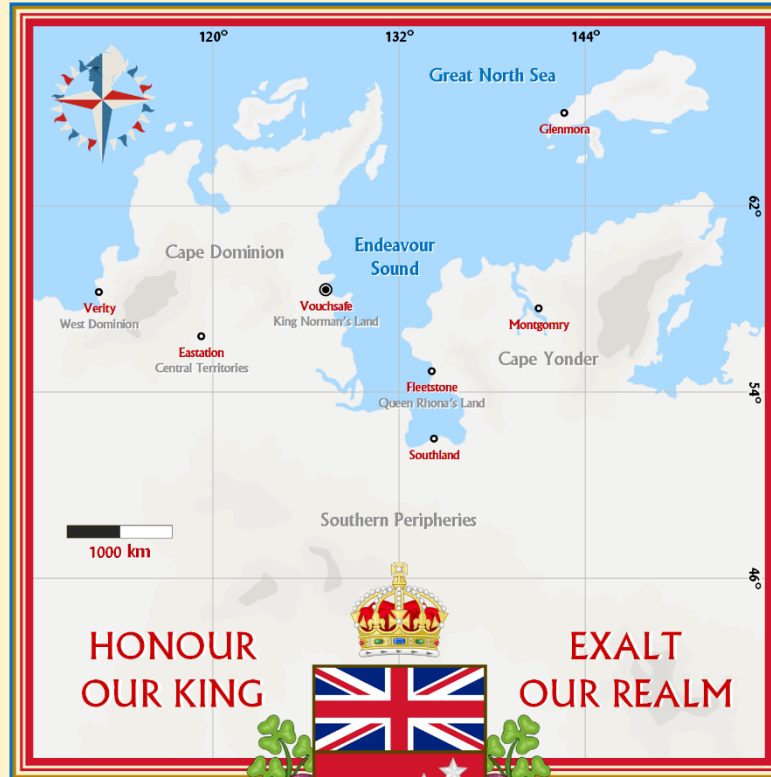 120° 132° 144°
Great North Sea
Glenmora
62°
Cape Dominion
Endeavour
Sound
Verity
West Dominion
Vouchsafe
King Norman's Land
Montgomry
Eastation
Central Territories
Cape Yonder
Fleetstone
Queen Rhona's Land
54°
Southland
Southern Peripheries
1000 km
46°
HONOUR
OUR KING
EXALT
OUR REALM